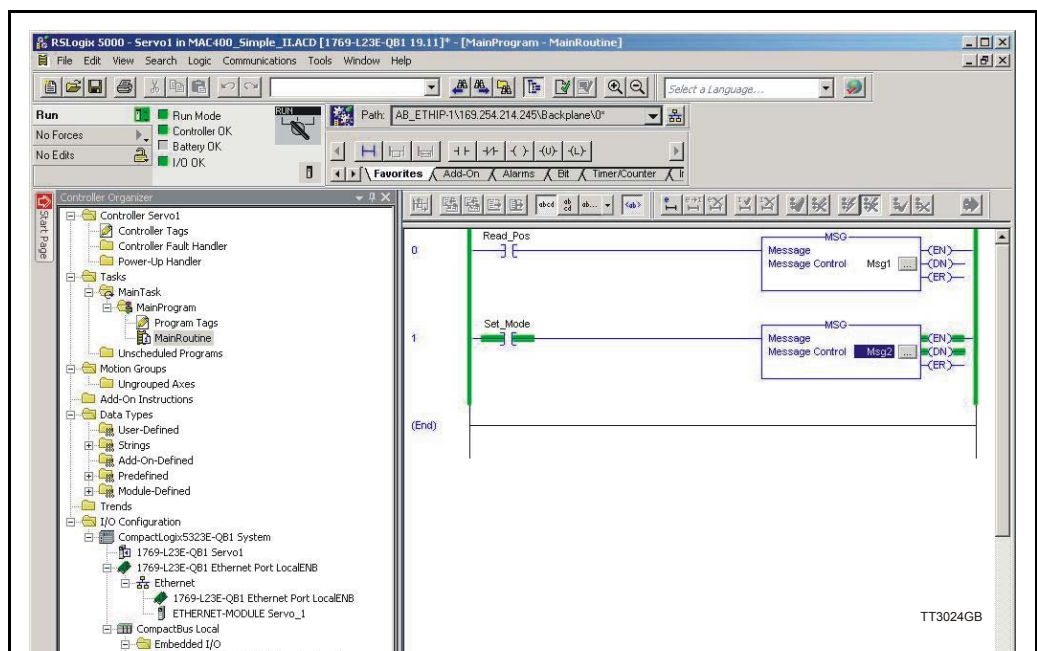 RSLogix 5000 - Servo1 in MAC400_Simple_II.ACD [1769-L23E-QB1 19.11]* - [MainProgram - MainRoutine]
File Edit View Search Logic Communications Tools Window Help
Select a Language...
Run
Run Mode
RUN
Path: AB_ETHIP-1\169.254.214.245\Backplane\0*
No Forces
Controller OK
Battery OK
No Edits
I/O OK
Favorites Add-On Alarms Bit Timer/Counter
Start Page
Controller Organizer
abcd
Controller Servo1
Controller Tags
Controller Fault Handler
Power-Up Handler
Tasks
MainTask
MainProgram
Program Tags
MainRoutine
Unscheduled Programs
Motion Groups
Ungrouped Axes
Add-On Instructions
Data Types
User-Defined
Strings
Add-On-Defined
Predefined
Module-Defined
Trends
I/O Configuration
CompactLogix5323E-QB1 System
1769-L23E-QB1 Servo1
1769-L23E-QB1 Ethernet Port LocalENB
Ethernet
1769-L23E-QB1 Ethernet Port LocalENB
ETHERNET-MODULE Servo_1
CompactBus Local
Embedded I/O
0
Read_Pos
MSG
Message
Message Control Msg1 ...
(EN)
(DN)
(ER)
1
Set_Mode
MSG
Message
Message Control Msg2 ...
(EN)
(DN)
(ER)
(End)
TT3024GB